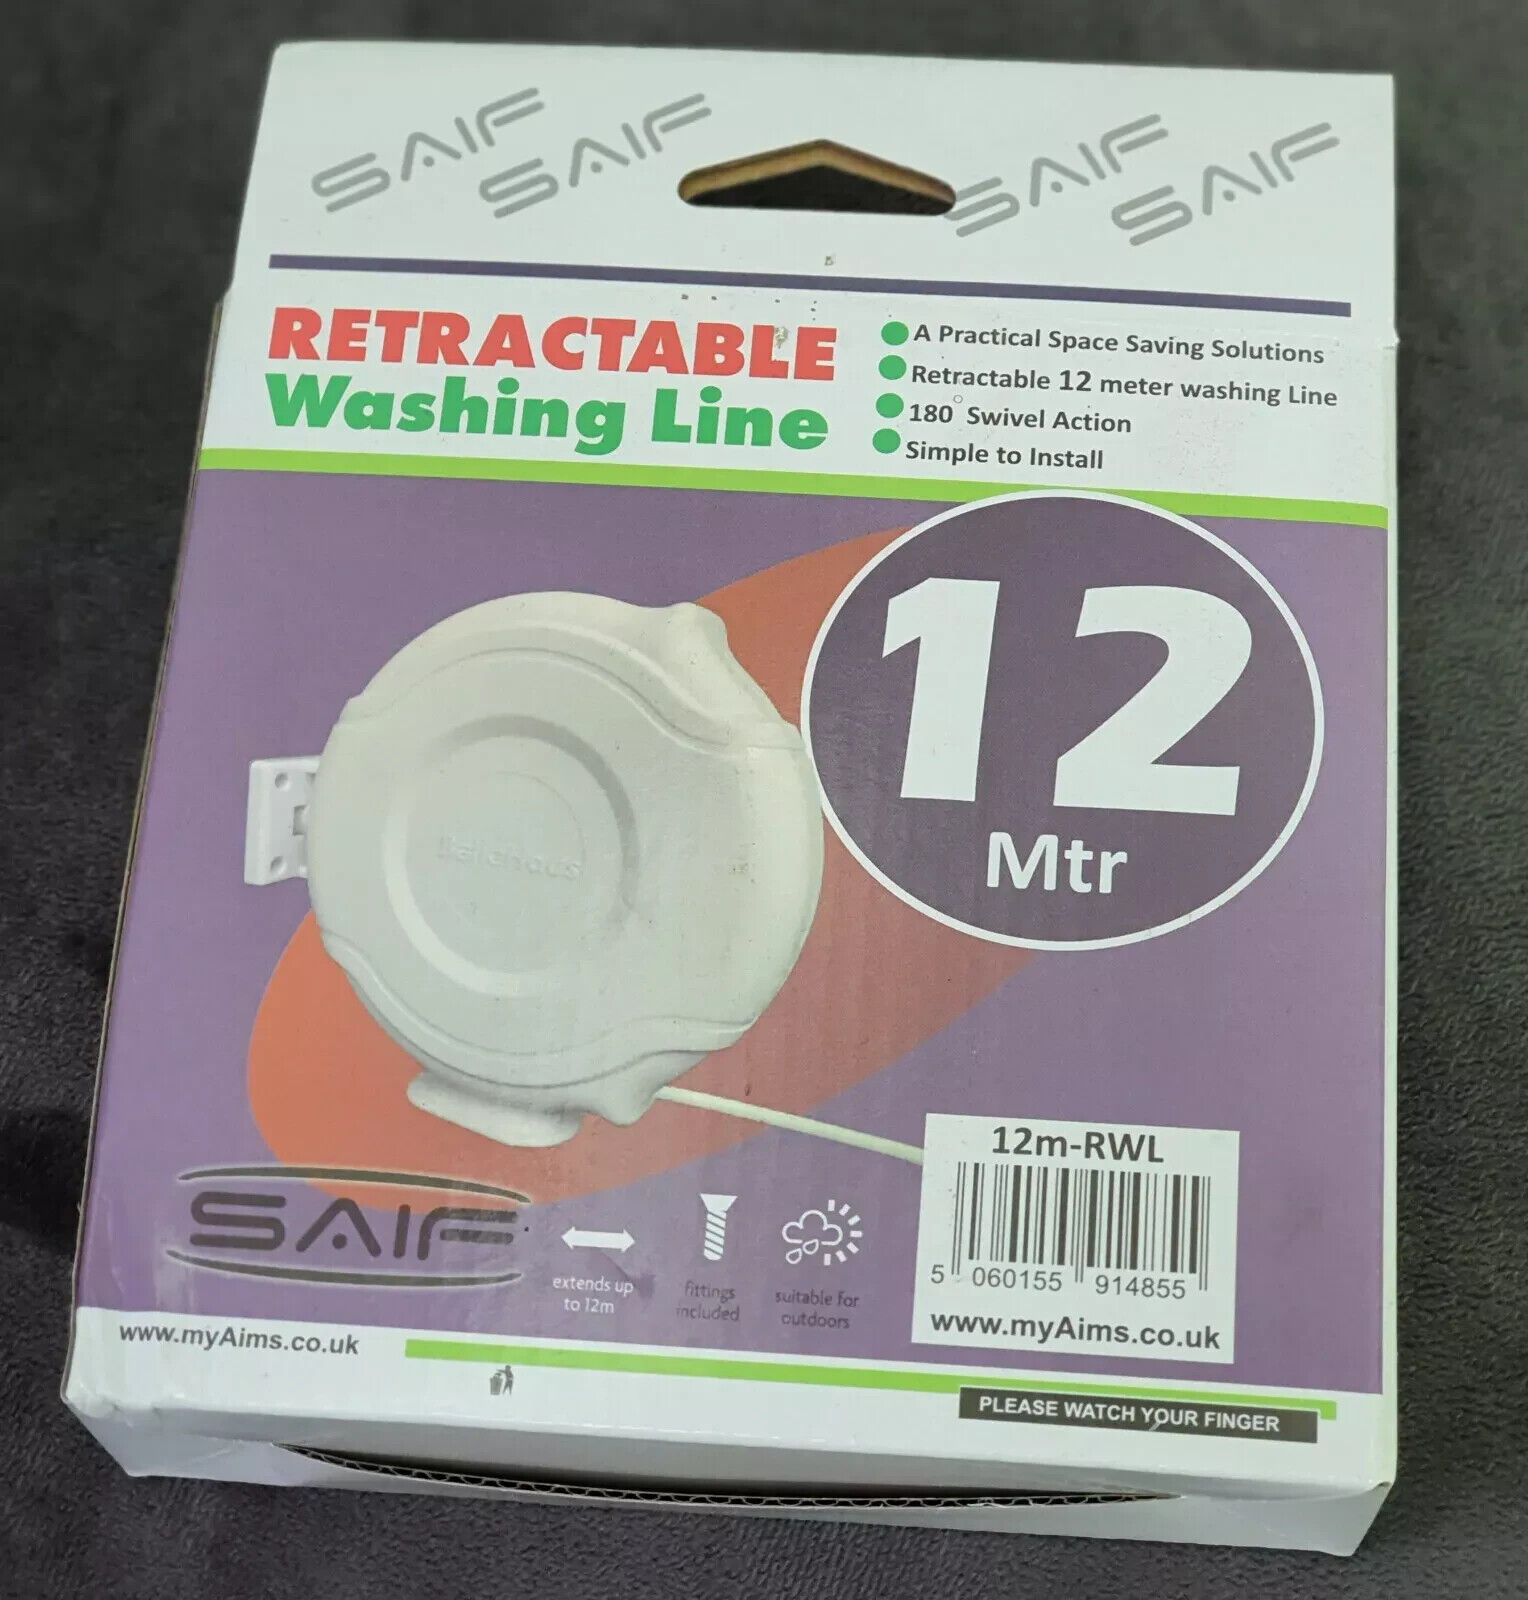 SAIF SAIF SAIF SAIF
RETRACTABLE
Washing Line
A Practical Space Saving Solutions
Retractable 12 meter washing Line
180° Swivel Action
Simple to Install
12
Mtr
SAIF
extends up
to 12m
fittings
included
suitable for
outdoors
12m-RWL
5 060155 914855
www.myAims.co.uk
www.myAims.co.uk
PLEASE WATCH YOUR FINGER